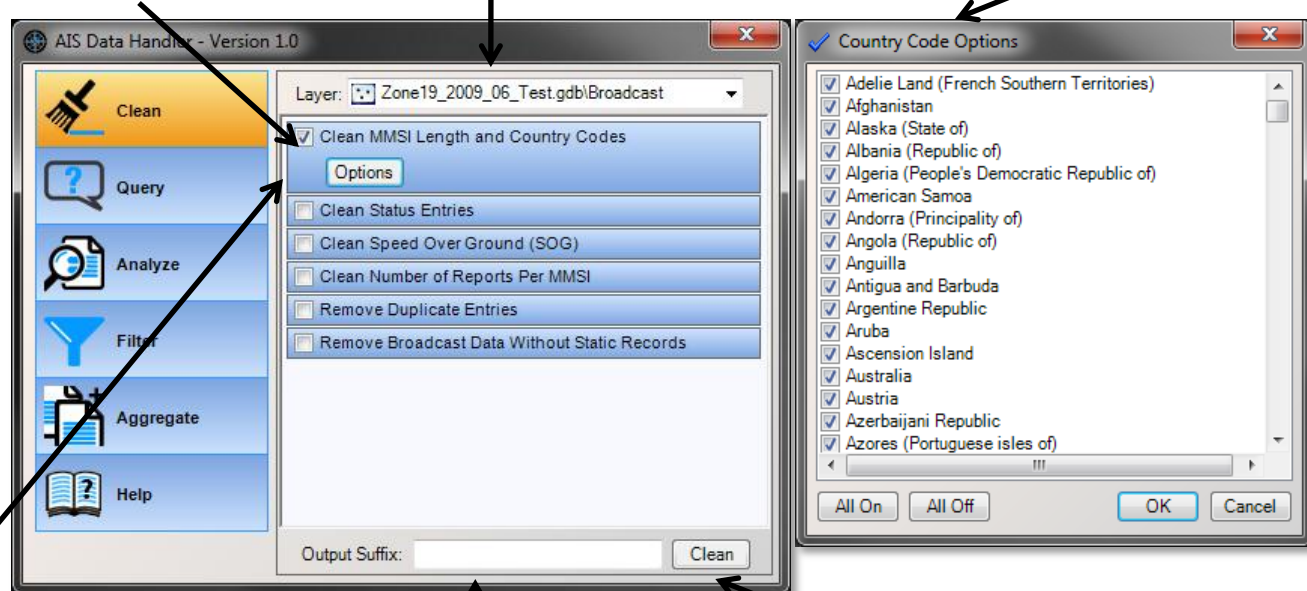 AIS Data Handler - Version 1.0
Clean
Query
Analyze
Filter
Aggregate
Help
Layer: Zone19_2009_06_Test.gdb\Broadcast
Clean MMSI Length and Country Codes
Options
Clean Status Entries
Clean Speed Over Ground (SOG)
Clean Number of Reports Per MMSI
Remove Duplicate Entries
Remove Broadcast Data Without Static Records
Output Suffix:
Clean
Country Code Options
Adelie Land (French Southern Territories)
Afghanistan
Alaska (State of)
Albania (Republic of)
Algeria (People's Democratic Republic of)
American Samoa
Andorra (Principality of)
Angola (Republic of)
Anguilla
Antigua and Barbuda
Argentine Republic
Aruba
Ascension Island
Australia
Austria
Azerbaijani Republic
Azores (Portuguese isles of)
All On
All Off
OK
Cancel